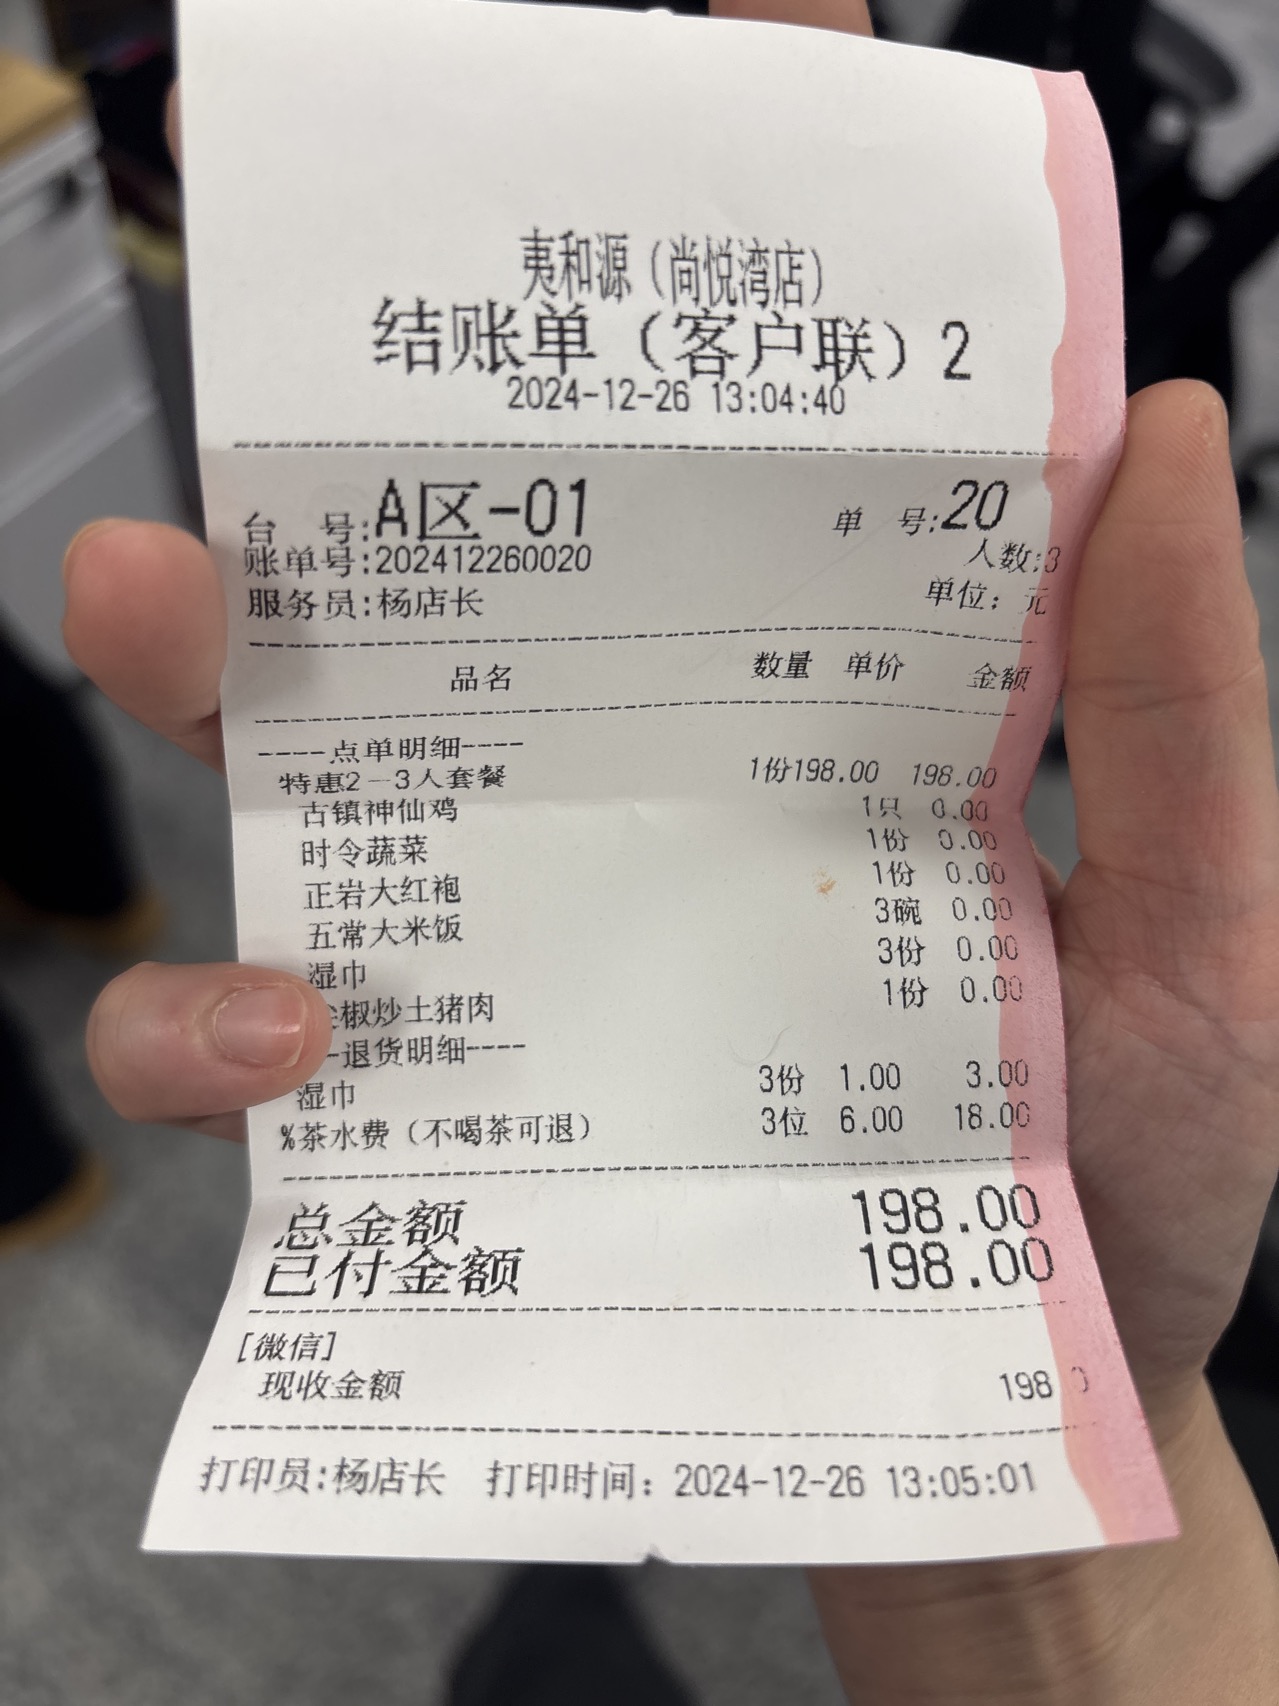 夷和源（尚悦湾店）
结账单（客户联）2
2024-12-26 13:04:40
台 号:A区-01 单 号:20
账单号:202412260020 人数:3
服务员:杨店长 单位：元
品名 数量 单价 金额
----点单明细----
特惠2－3人套餐 1份198.00 198.00
古镇神仙鸡 1只 0.00
时令蔬菜 1份 0.00
正岩大红袍 1份 0.00
五常大米饭 3碗 0.00
湿巾 3份 0.00
椒炒土猪肉 1份 0.00
-退货明细----
湿巾 3份 1.00 3.00
%茶水费（不喝茶可退） 3位 6.00 18.00
总金额 198.00
已付金额 198.00
[微信]
现收金额 198
打印员:杨店长 打印时间：2024-12-26 13:05:01